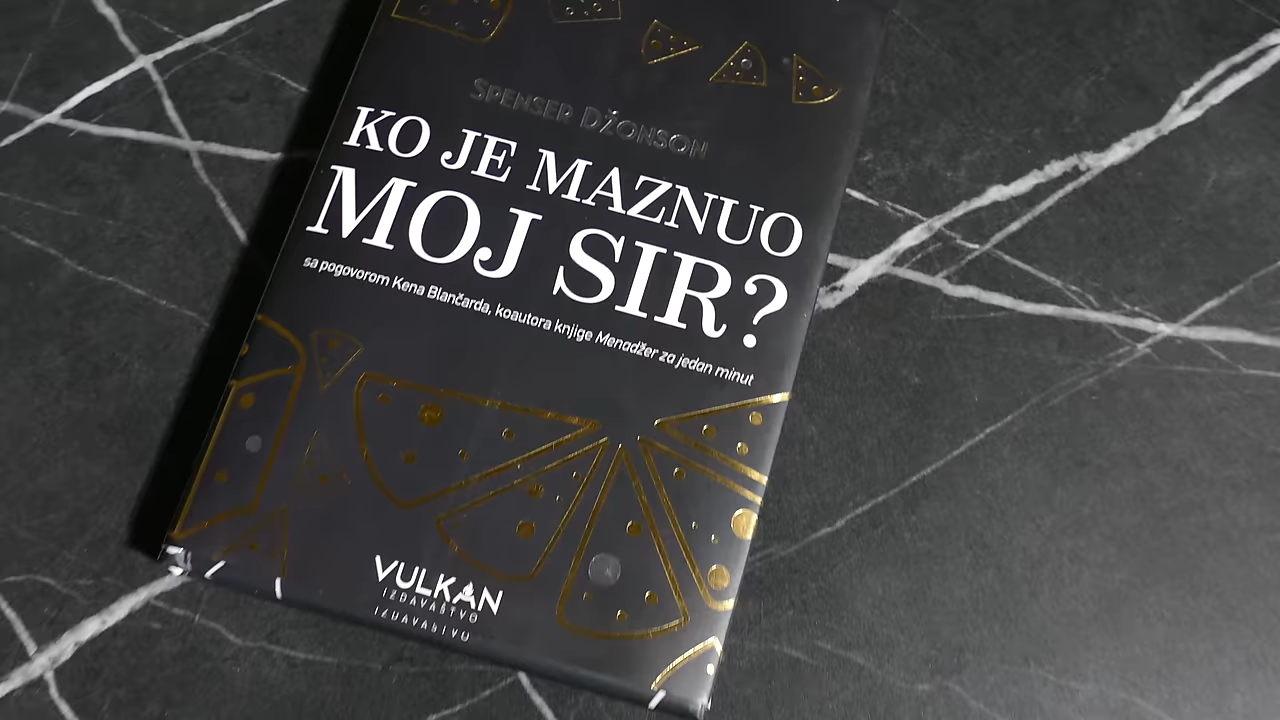 SPENSER DŽONSON
KO JE MAZNUO
MOJ SIR?
sa pogovorom Kena Blančarda, koautora knjige Menadžer za jedan minut
VULKAN
IZDAVAŠTVO
IZDAVAŠTVO